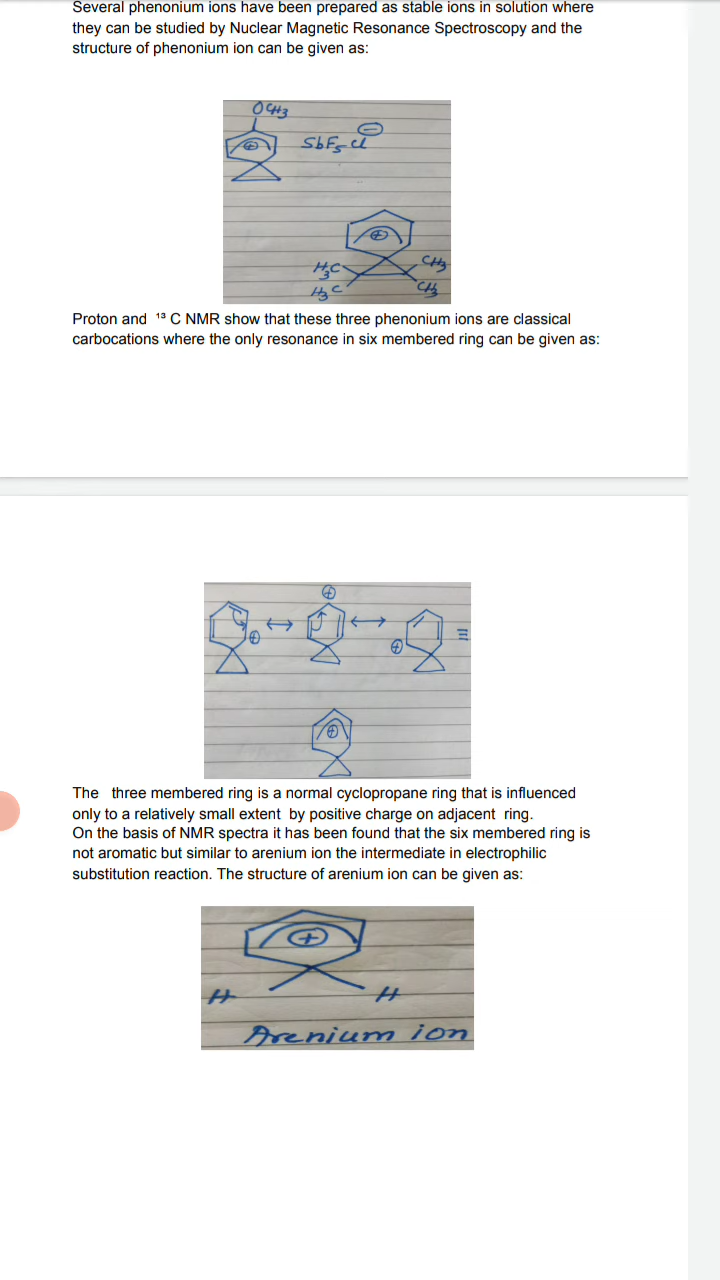 Several phenonium ions have been prepared as stable ions in solution where
they can be studied by Nuclear Magnetic Resonance Spectroscopy and the
structure of phenonium ion can be given as:
OCH3
⊕
SbF5Cl ⊖
⊕
H3C
CH3
H3C
CH3
Proton and ¹³ C NMR show that these three phenonium ions are classical
carbocations where the only resonance in six membered ring can be given as:
⊕
⊕ ↔ ↔ ⊕ ≡
⊕
The three membered ring is a normal cyclopropane ring that is influenced
only to a relatively small extent by positive charge on adjacent ring.
On the basis of NMR spectra it has been found that the six membered ring is
not aromatic but similar to arenium ion the intermediate in electrophilic
substitution reaction. The structure of arenium ion can be given as:
⊕
H H
Arenium ion